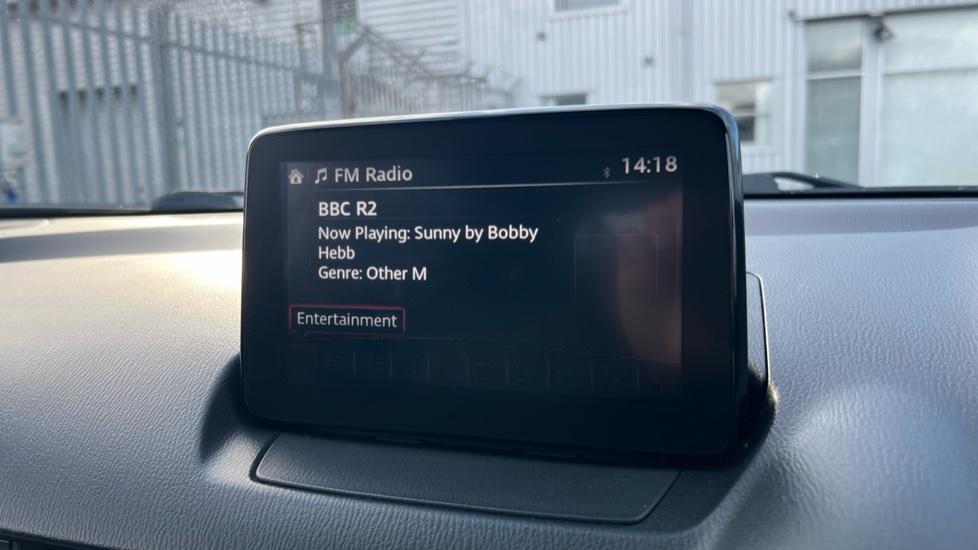 FM Radio 14:18
BBC R2
Now Playing: Sunny by Bobby
Hebb
Genre: Other M
Entertainment